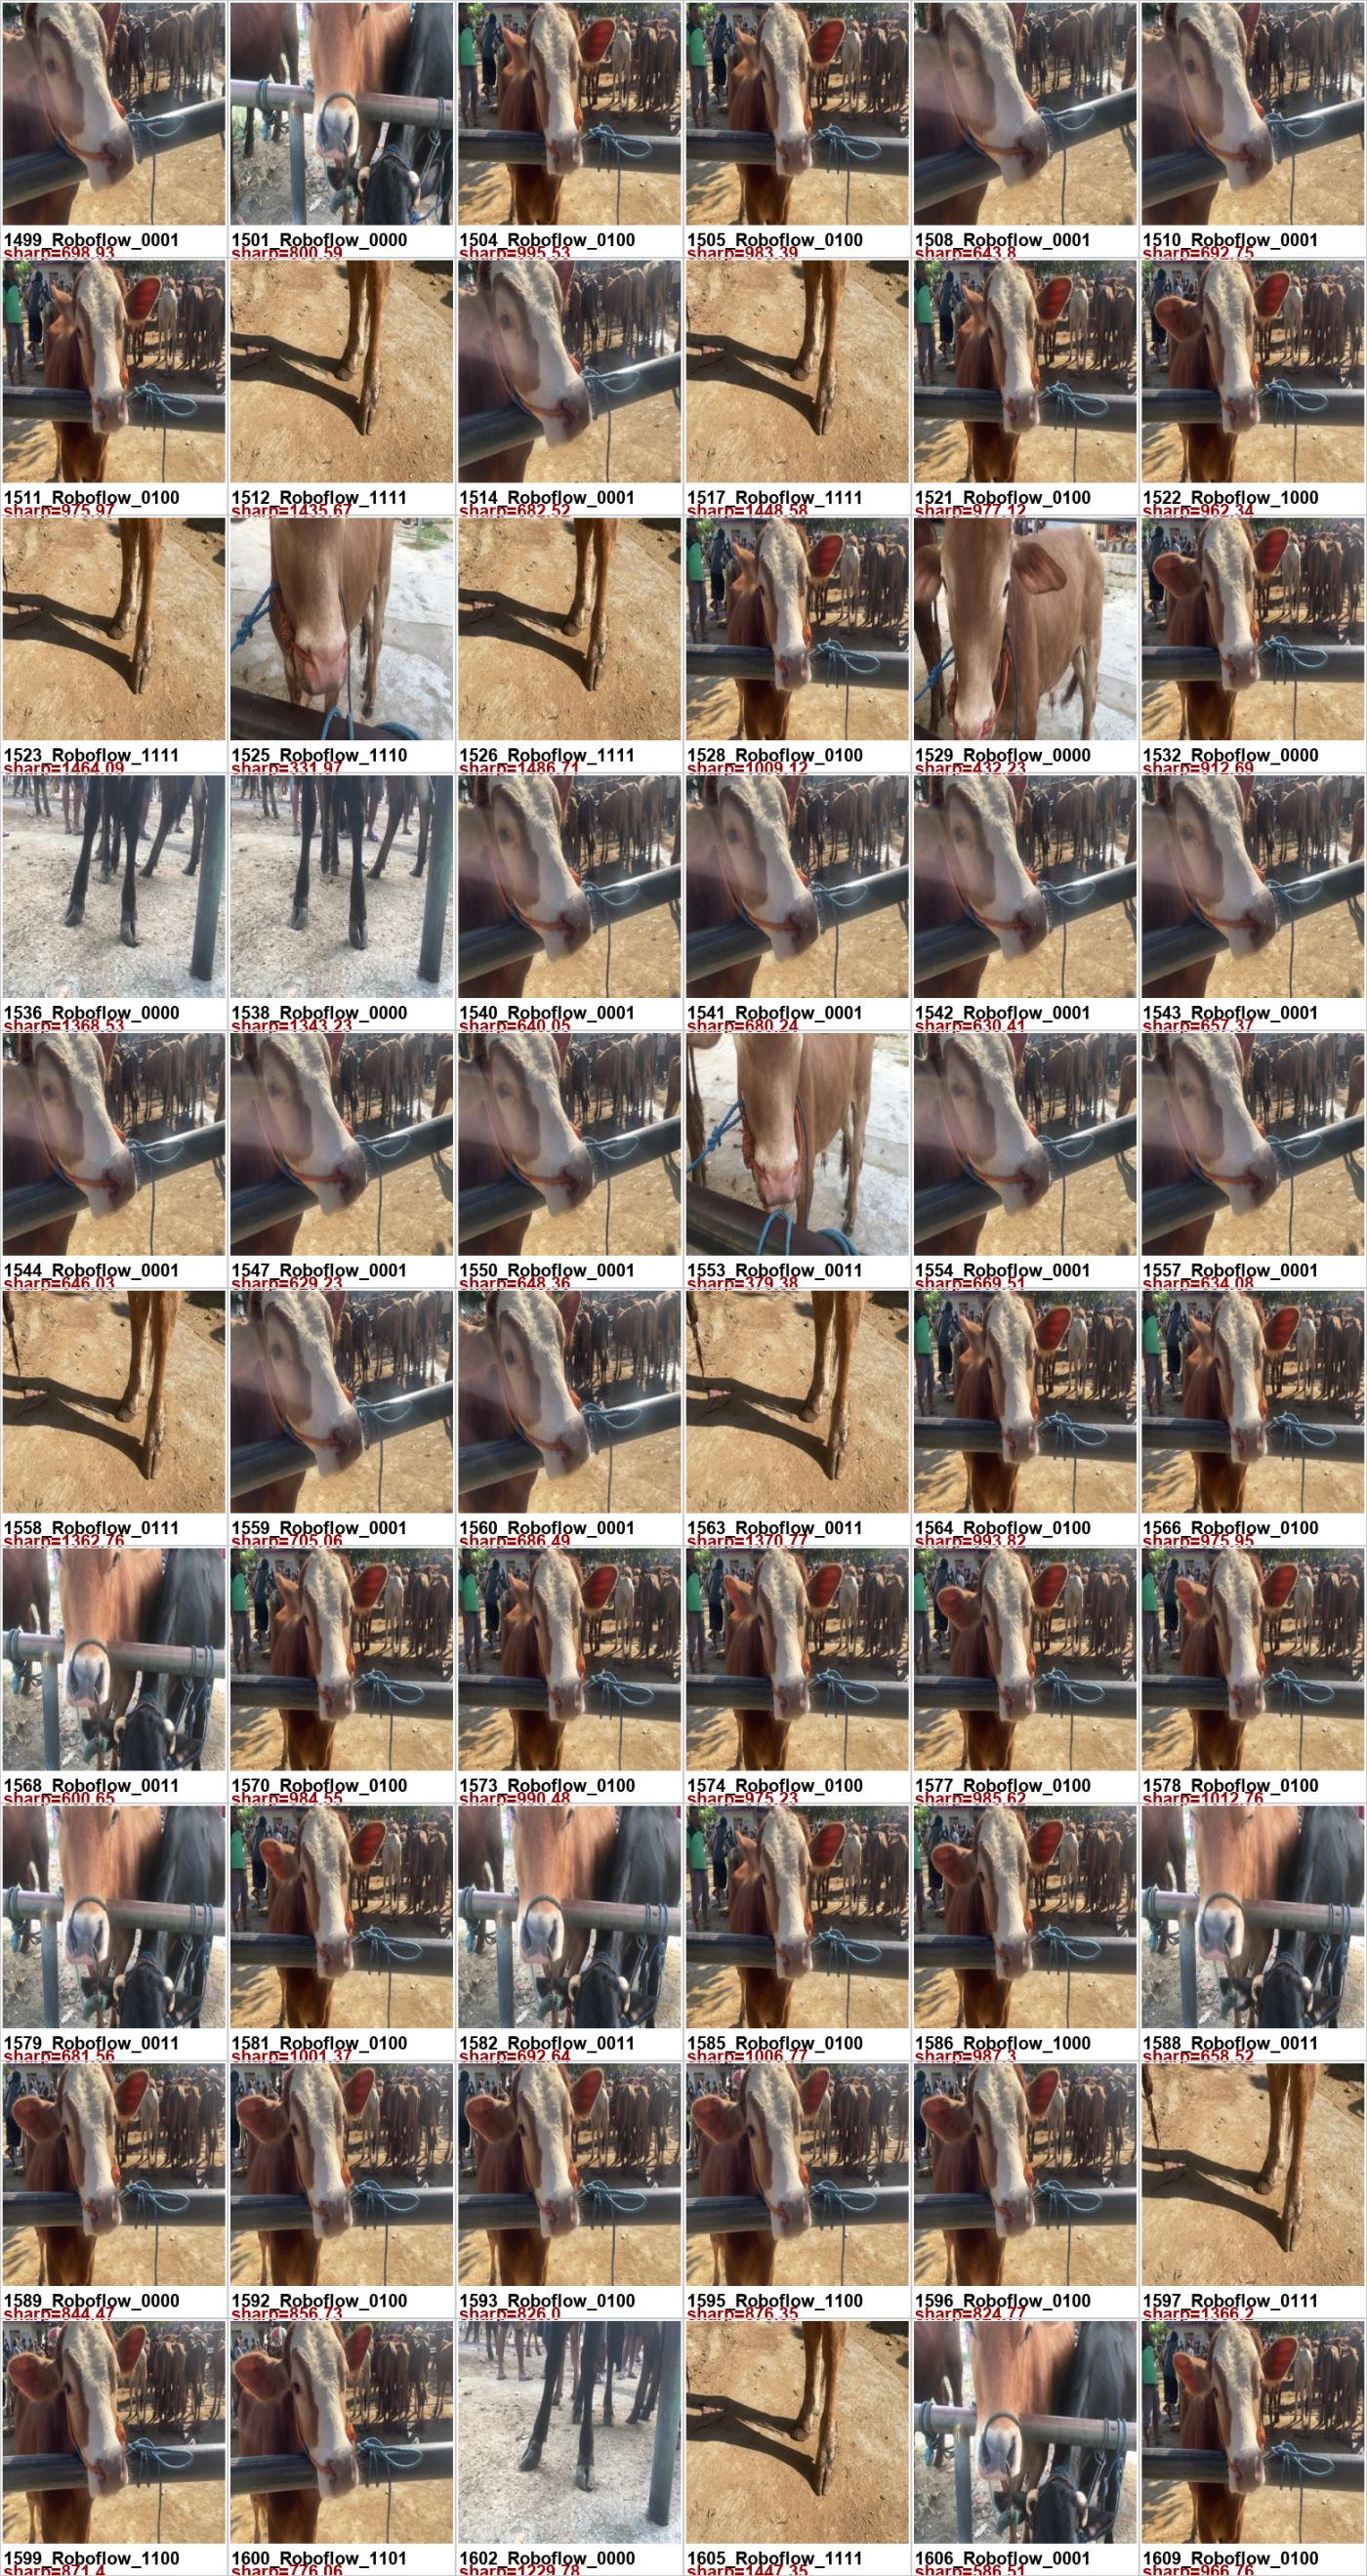 1499_Roboflow_0001 1501_Roboflow_0000 1504_Roboflow_0100 1505_Roboflow_0100 1508_Roboflow_0001 1510_Roboflow_0001
sharp=698.93 sharp=800.59 sharp=995.53 sharp=983.39 sharp=643.8 sharp=692.75
1511_Roboflow_0100 1512_Roboflow_1111 1514_Roboflow_0001 1517_Roboflow_1111 1521_Roboflow_0100 1522_Roboflow_1000
sharp=975.97 sharp=1435.67 sharp=682.52 sharp=1448.58 sharp=977.12 sharp=962.34
1523_Roboflow_1111 1525_Roboflow_1110 1526_Roboflow_1111 1528_Roboflow_0100 1529_Roboflow_0000 1532_Roboflow_0000
sharp=1464.09 sharp=331.97 sharp=1486.71 sharp=1009.12 sharp=432.23 sharp=912.69
1536_Roboflow_0000 1538_Roboflow_0000 1540_Roboflow_0001 1541_Roboflow_0001 1542_Roboflow_0001 1543_Roboflow_0001
sharp=1368.53 sharp=1343.23 sharp=640.05 sharp=680.24 sharp=630.41 sharp=657.37
1544_Roboflow_0001 1547_Roboflow_0001 1550_Roboflow_0001 1553_Roboflow_0011 1554_Roboflow_0001 1557_Roboflow_0001
sharp=646.03 sharp=629.23 sharp=648.36 sharp=379.38 sharp=669.51 sharp=634.08
1558_Roboflow_0111 1559_Roboflow_0001 1560_Roboflow_0001 1563_Roboflow_0011 1564_Roboflow_0100 1566_Roboflow_0100
sharp=1362.76 sharp=705.06 sharp=686.49 sharp=1370.77 sharp=993.82 sharp=975.95
1568_Roboflow_0011 1570_Roboflow_0100 1573_Roboflow_0100 1574_Roboflow_0100 1577_Roboflow_0100 1578_Roboflow_0100
sharp=600.65 sharp=984.55 sharp=990.48 sharp=975.23 sharp=985.62 sharp=1012.76
1579_Roboflow_0011 1581_Roboflow_0100 1582_Roboflow_0011 1585_Roboflow_0100 1586_Roboflow_1000 1588_Roboflow_0011
sharp=681.56 sharp=1001.37 sharp=692.64 sharp=1006.77 sharp=987.3 sharp=658.52
1589_Roboflow_0000 1592_Roboflow_0100 1593_Roboflow_0100 1595_Roboflow_1100 1596_Roboflow_0100 1597_Roboflow_0111
sharp=844.47 sharp=856.73 sharp=826.0 sharp=876.35 sharp=824.77 sharp=1366.2
1599_Roboflow_1100 1600_Roboflow_1101 1602_Roboflow_0000 1605_Roboflow_1111 1606_Roboflow_0001 1609_Roboflow_0100
sharp=871.4 sharp=776.06 sharp=1229.78 sharp=1447.35 sharp=586.51 sharp=966.76